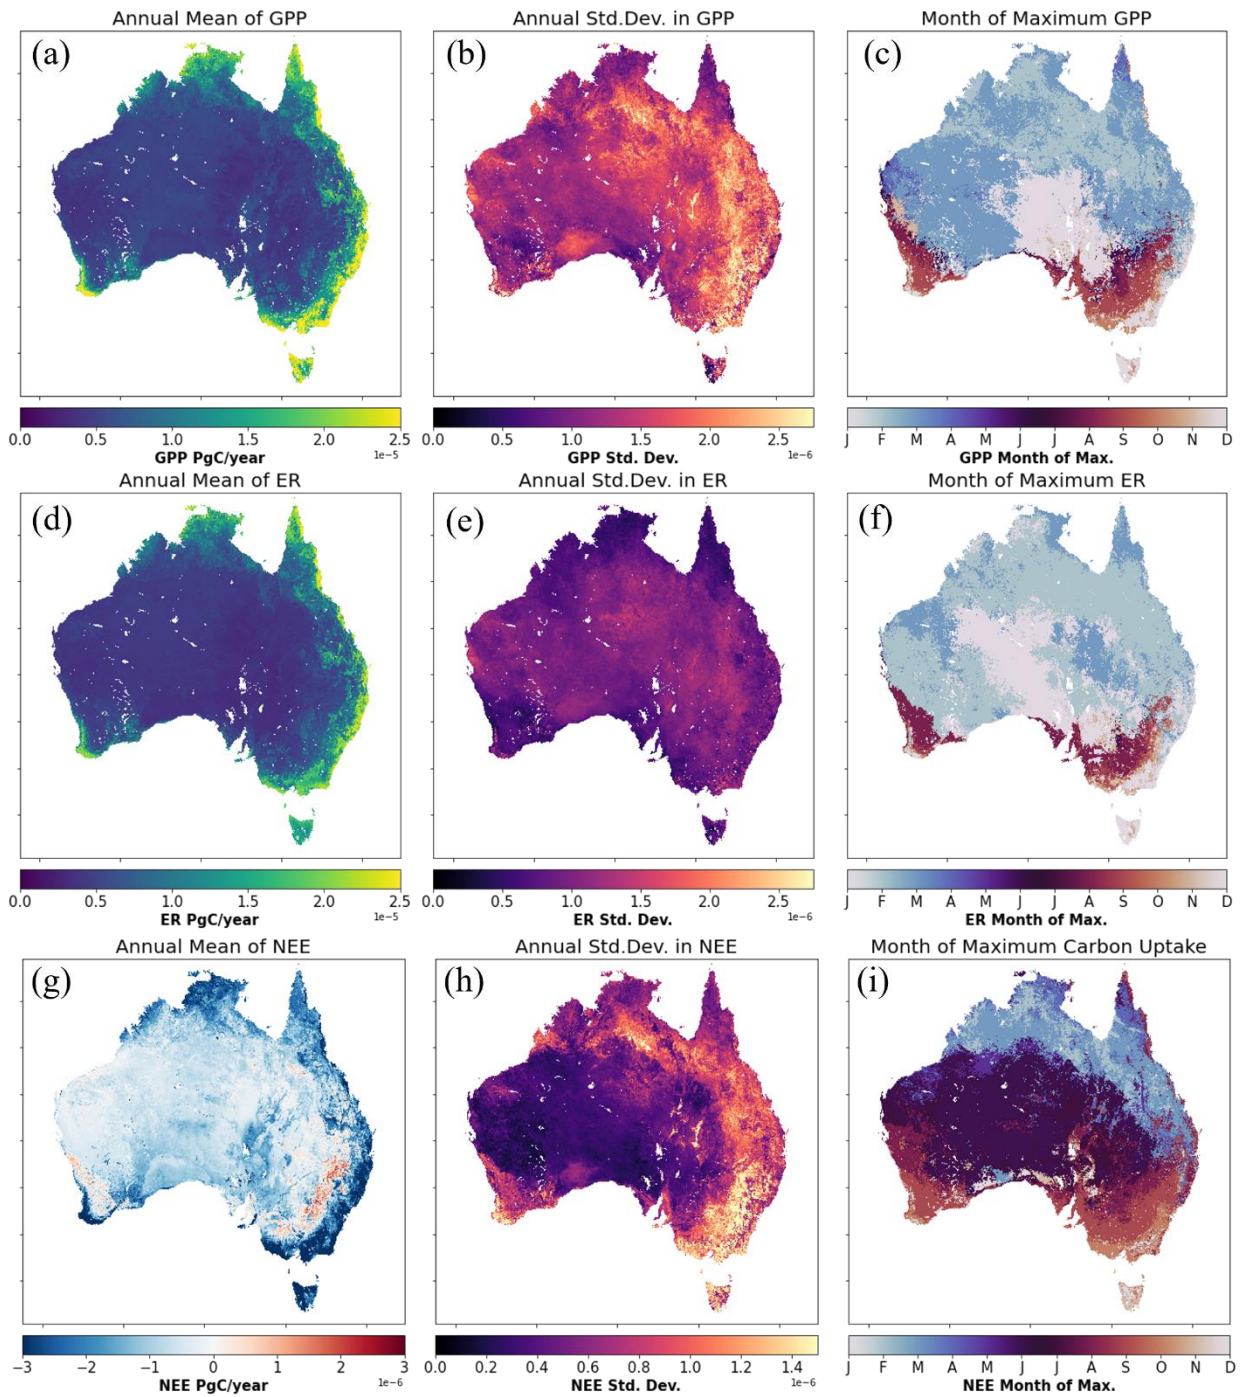 Annual Mean of GPP
Annual Std.Dev. in GPP
Month of Maximum GPP
(a)
(b)
(c)
0.0 0.5 1.0 1.5 2.0 2.5
0.0 0.5 1.0 1.5 2.0 2.5
J F M A M J J A S O N D
GPP PgC/year
1e-5
GPP Std. Dev.
1e-6
GPP Month of Max.
Annual Mean of ER
Annual Std.Dev. in ER
Month of Maximum ER
(d)
(e)
(f)
0.0 0.5 1.0 1.5 2.0 2.5
0.0 0.5 1.0 1.5 2.0 2.5
J F M A M J J A S O N D
ER PgC/year
1e-5
ER Std. Dev.
1e-6
ER Month of Max.
Annual Mean of NEE
Annual Std.Dev. in NEE
Month of Maximum Carbon Uptake
(g)
(h)
(i)
−3 −2 −1 0 1 2 3
0.0 0.2 0.4 0.6 0.8 1.0 1.2 1.4
J F M A M J J A S O N D
NEE PgC/year
1e-6
NEE Std. Dev.
1e-6
NEE Month of Max.